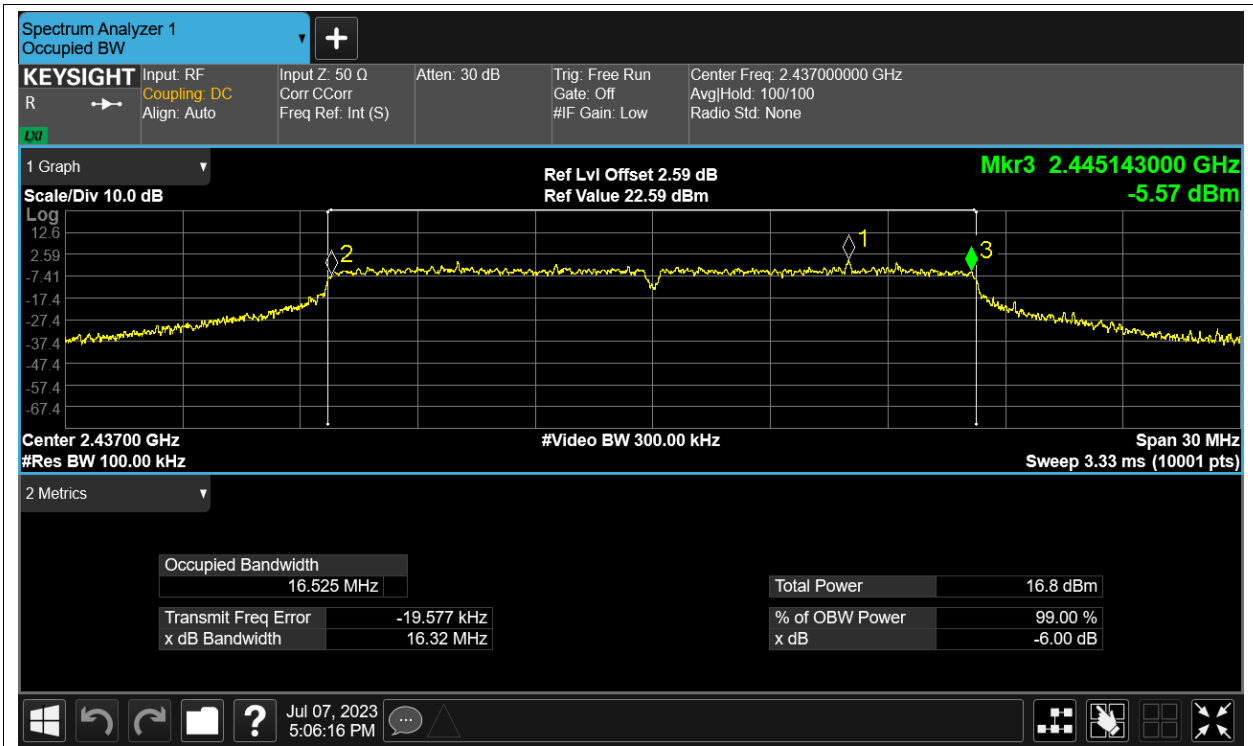 Spectrum Analyzer 1
Occupied BW
KEYSIGHT
R
LXI
Input: RF
Coupling: DC
Align: Auto
Input Z: 50 Ω
Corr CCorr
Freq Ref: Int (S)
Atten: 30 dB
Trig: Free Run
Gate: Off
#IF Gain: Low
Center Freq: 2.437000000 GHz
Avg|Hold: 100/100
Radio Std: None
1 Graph
Scale/Div 10.0 dB
Ref Lvl Offset 2.59 dB
Ref Value 22.59 dBm
Mkr3 2.445143000 GHz
-5.57 dBm
Log
12.6
2.59
-7.41
-17.4
-27.4
-37.4
-47.4
-57.4
-67.4
2
1
3
Center 2.43700 GHz
#Res BW 100.00 kHz
#Video BW 300.00 kHz
Span 30 MHz
Sweep 3.33 ms (10001 pts)
2 Metrics
Occupied Bandwidth
16.525 MHz
Transmit Freq Error -19.577 kHz
x dB Bandwidth 16.32 MHz
Total Power 16.8 dBm
% of OBW Power 99.00 %
x dB -6.00 dB
?
Jul 07, 2023
5:06:16 PM